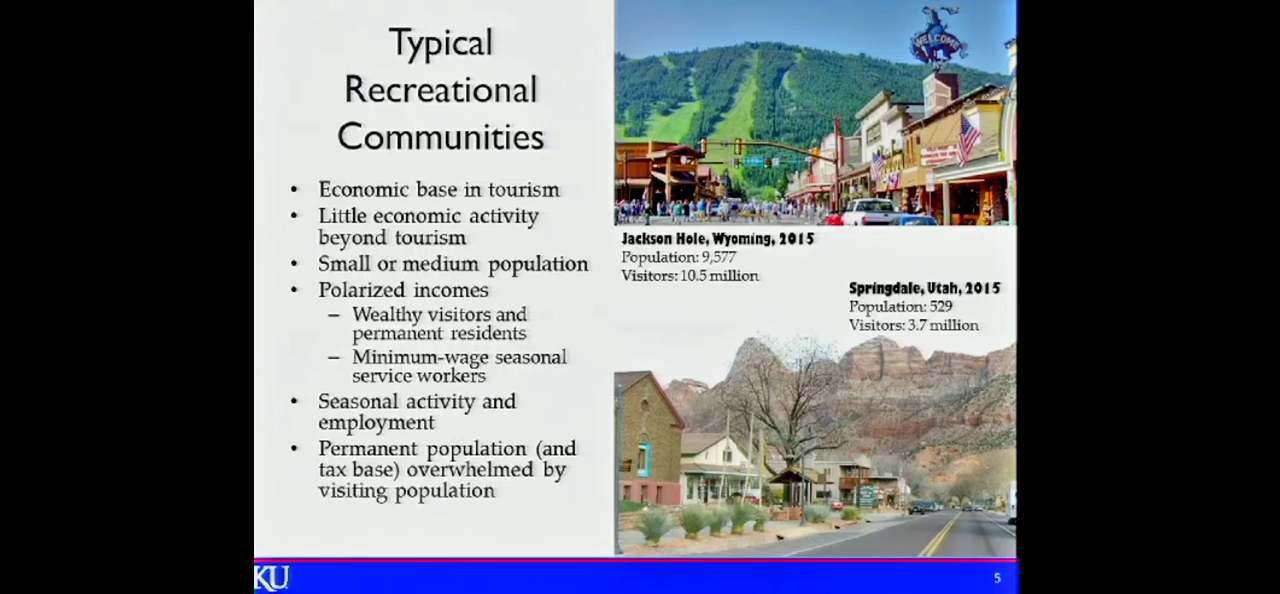 Typical
Recreational
Communities
• Economic base in tourism
• Little economic activity
beyond tourism
• Small or medium population
• Polarized incomes
– Wealthy visitors and
permanent residents
– Minimum-wage seasonal
service workers
• Seasonal activity and
employment
• Permanent population (and
tax base) overwhelmed by
visiting population
WELCOME
Jackson Hole, Wyoming, 2015
Population: 9,577
Visitors: 10.5 million
Springdale, Utah, 2015
Population: 529
Visitors: 3.7 million
KU
5